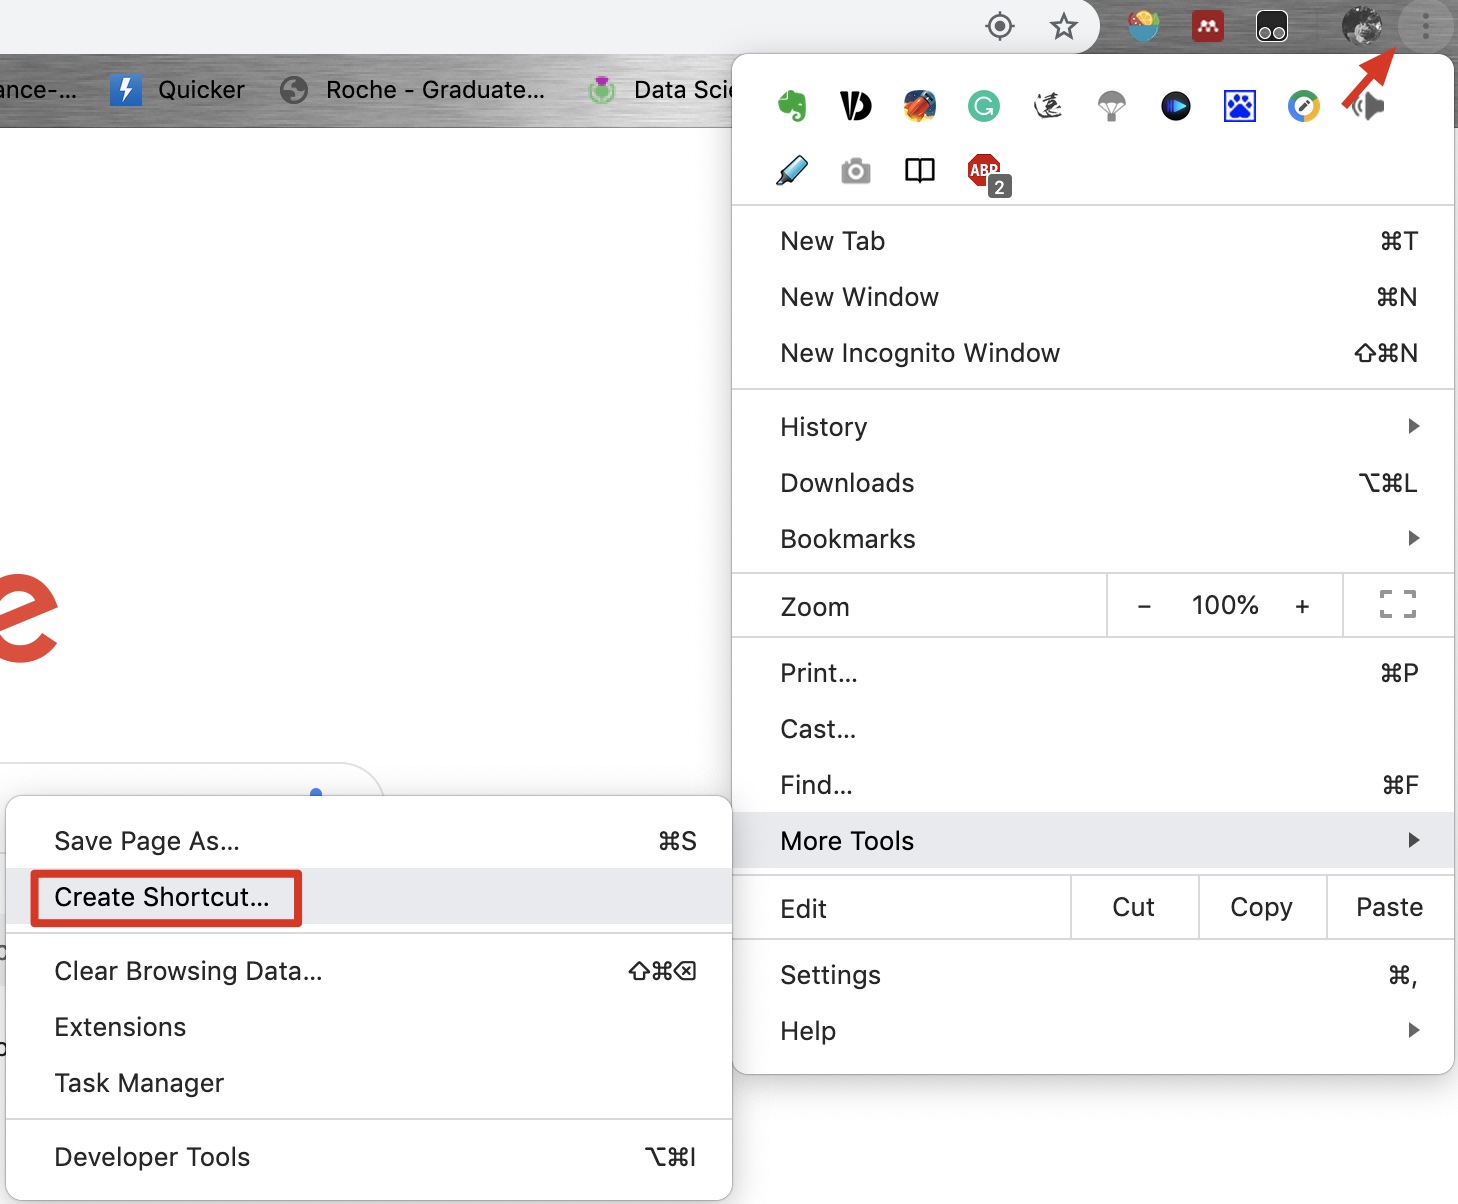 ance-... Quicker Roche - Graduate... Data Scie
ABP
2
New Tab ⌘T
New Window ⌘N
New Incognito Window ⇧⌘N
History
Downloads ⌥⌘L
Bookmarks
Zoom - 100% +
Print... ⌘P
Cast...
Find... ⌘F
More Tools
Edit Cut Copy Paste
Settings ⌘,
Help
e
Save Page As... ⌘S
Create Shortcut...
Clear Browsing Data... ⇧⌘⌫
Extensions
Task Manager
Developer Tools ⌥⌘I